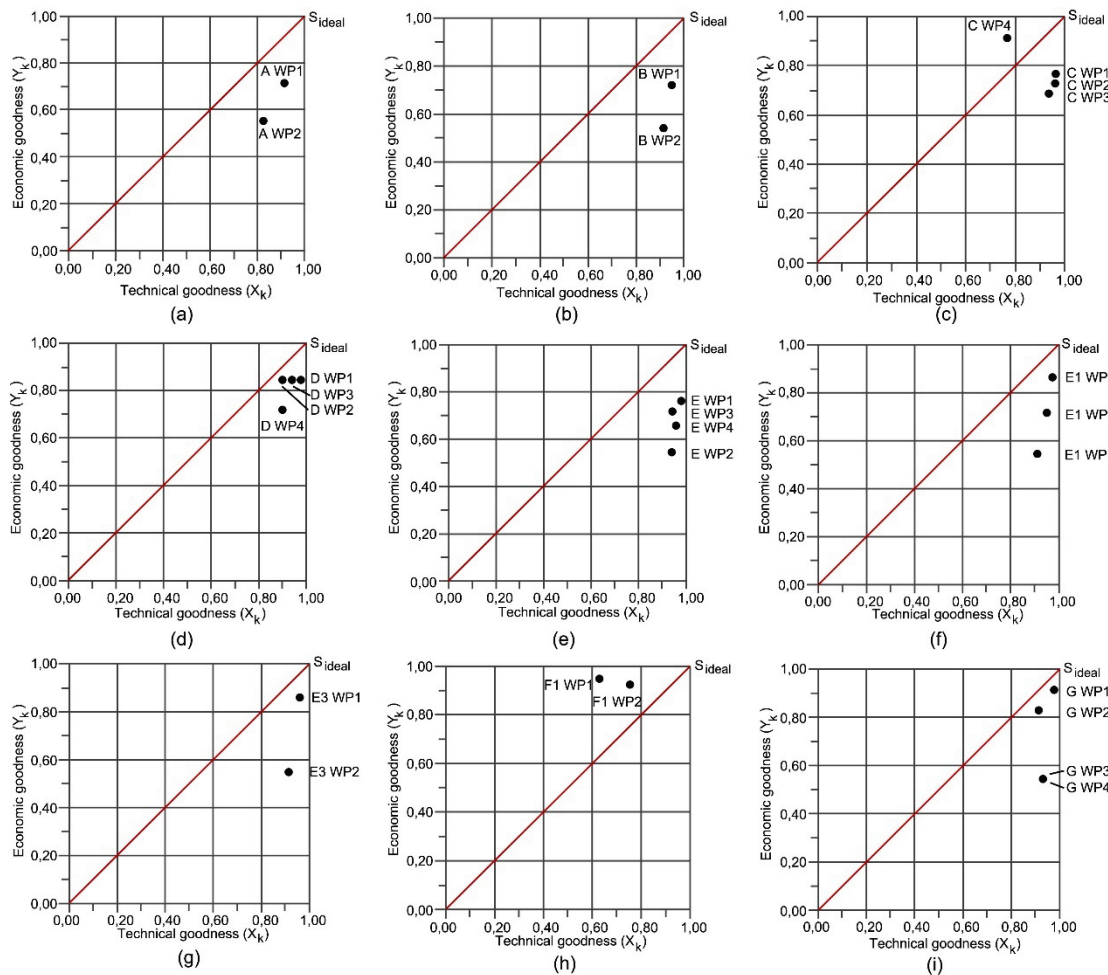 S ideal
1,00
0,80
0,60
0,40
0,20
0,00
Economic goodness (Yk)
A WP1
A WP2
0,00 0,20 0,40 0,60 0,80 1,00
Technical goodness (Xk)
(a)
S ideal
1,00
0,80
0,60
0,40
0,20
0,00
Economic goodness (Yk)
B WP1
B WP2
0,00 0,20 0,40 0,60 0,80 1,00
Technical goodness (Xk)
(b)
S ideal
1,00
0,80
0,60
0,40
0,20
0,00
Economic goodness (Yk)
C WP4
C WP1
C WP2
C WP3
0,00 0,20 0,40 0,60 0,80 1,00
Technical goodness (Xk)
(c)
S ideal
1,00
0,80
0,60
0,40
0,20
0,00
Economic goodness (Yk)
D WP1
D WP3
D WP2
D WP4
0,00 0,20 0,40 0,60 0,80 1,00
Technical goodness (Xk)
(d)
S ideal
1,00
0,80
0,60
0,40
0,20
0,00
Economic goodness (Yk)
E WP1
E WP3
E WP4
E WP2
0,00 0,20 0,40 0,60 0,80 1,00
Technical goodness (Xk)
(e)
S ideal
1,00
0,80
0,60
0,40
0,20
0,00
Economic goodness (Yk)
E1 WP
E1 WP
E1 WP
0,00 0,20 0,40 0,60 0,80 1,00
Technical goodness (Xk)
(f)
S ideal
1,00
0,80
0,60
0,40
0,20
0,00
Economic goodness (Yk)
E3 WP1
E3 WP2
0,00 0,20 0,40 0,60 0,80 1,00
Technical goodness (Xk)
(g)
S ideal
1,00
0,80
0,60
0,40
0,20
0,00
Economic goodness (Yk)
F1 WP1
F1 WP2
0,00 0,20 0,40 0,60 0,80 1,00
Technical goodness (Xk)
(h)
S ideal
1,00
0,80
0,60
0,40
0,20
0,00
Economic goodness (Yk)
G WP1
G WP2
G WP3
G WP4
0,00 0,20 0,40 0,60 0,80 1,00
Technical goodness (Xk)
(i)